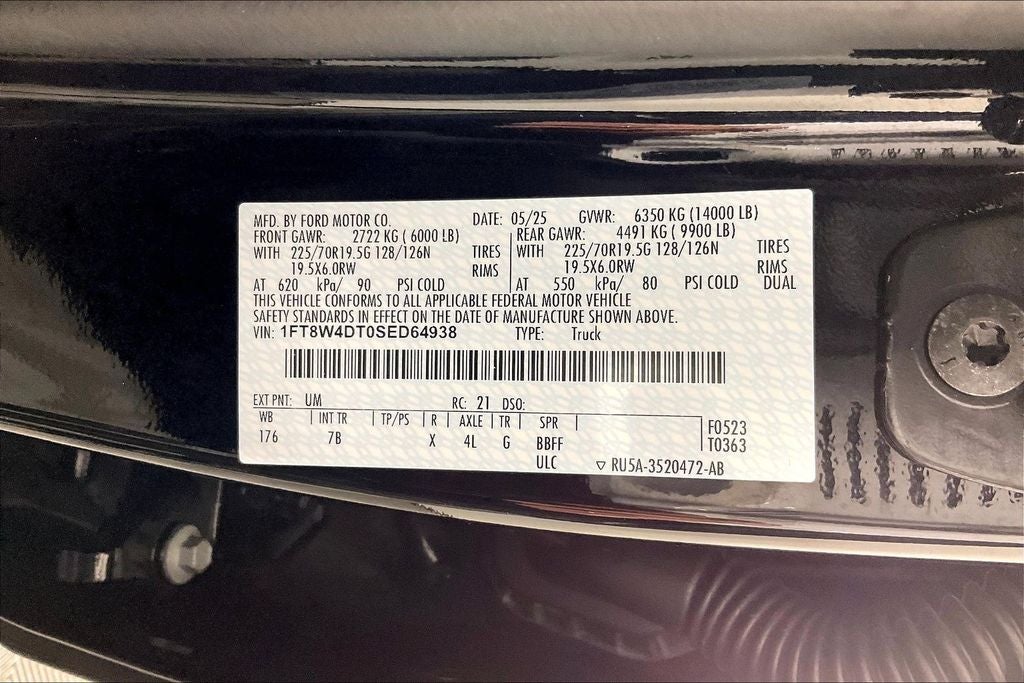 MFD. BY FORD MOTOR CO. DATE: 05/25 GVWR: 6350 KG (14000 LB)
FRONT GAWR: 2722 KG ( 6000 LB) REAR GAWR: 4491 KG ( 9900 LB)
WITH 225/70R19.5G 128/126N TIRES WITH 225/70R19.5G 128/126N TIRES
19.5X6.0RW RIMS 19.5X6.0RW RIMS
AT 620 kPa/ 90 PSI COLD AT 550 kPa/ 80 PSI COLD DUAL
THIS VEHICLE CONFORMS TO ALL APPLICABLE FEDERAL MOTOR VEHICLE
SAFETY STANDARDS IN EFFECT ON THE DATE OF MANUFACTURE SHOWN ABOVE.
VIN: 1FT8W4DT0SED64938 TYPE: Truck
EXT PNT: UM RC: 21 DSO:
WB INT TR TP/PS R AXLE TR SPR F0523
176 7B X 4L G BBFF T0363
ULC ▽ RU5A-3520472-AB